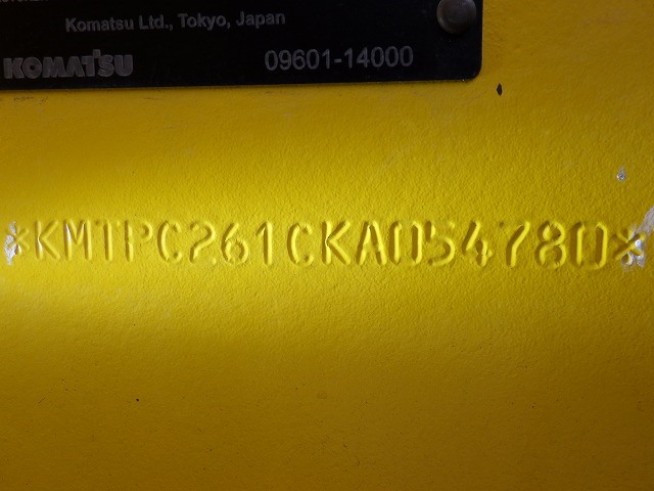 Komatsu Ltd., Tokyo, Japan
KOMATSU 09601-14000
*KMTPC261CKA054780*